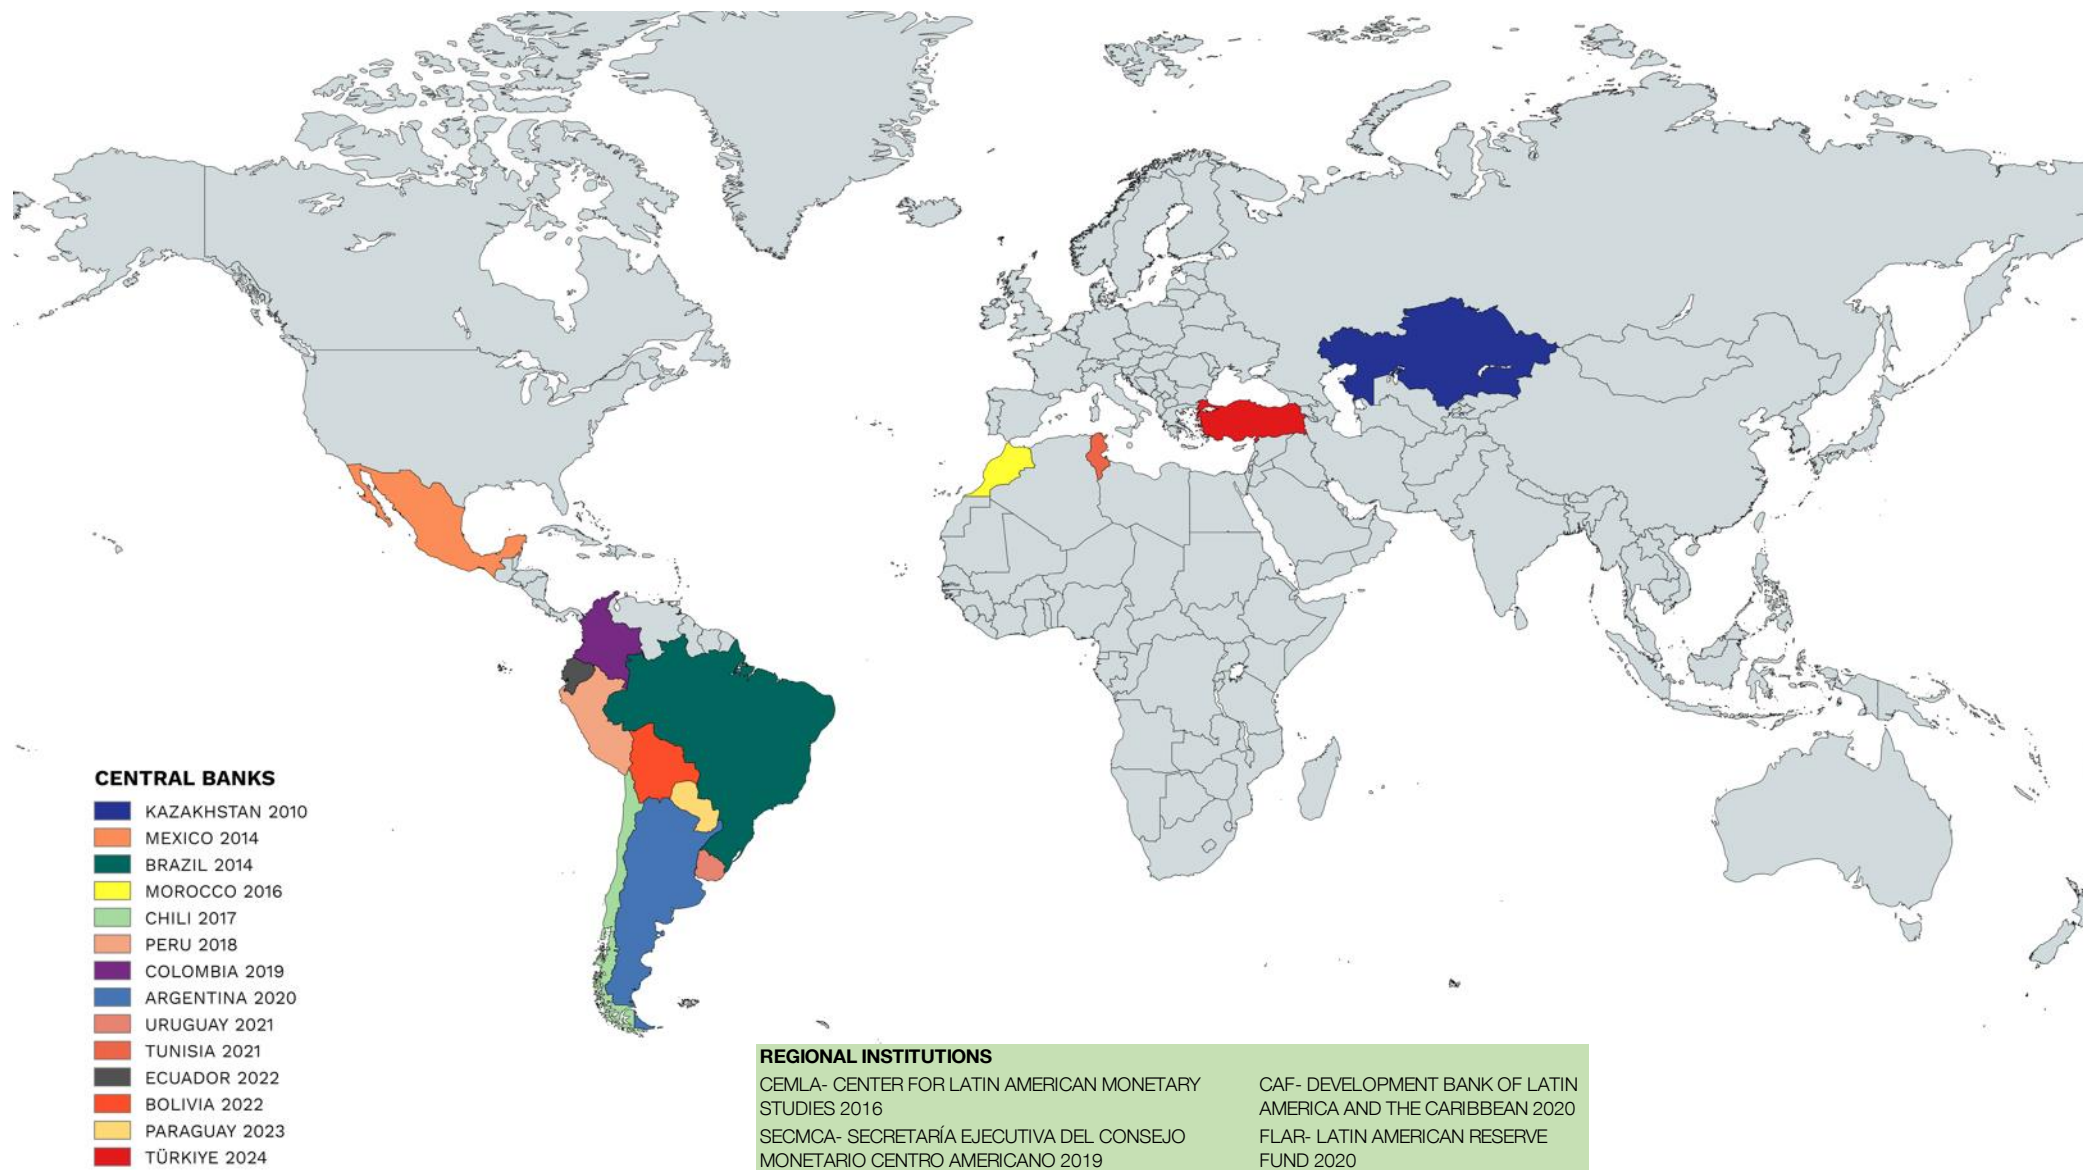 CENTRAL BANKS
KAZAKHSTAN 2010
MEXICO 2014
BRAZIL 2014
MOROCCO 2016
CHILI 2017
PERU 2018
COLOMBIA 2019
ARGENTINA 2020
URUGUAY 2021
TUNISIA 2021
ECUADOR 2022
BOLIVIA 2022
PARAGUAY 2023
TÜRKIYE 2024
REGIONAL INSTITUTIONS
CEMLA- CENTER FOR LATIN AMERICAN MONETARY
STUDIES 2016
SECMCA- SECRETARÍA EJECUTIVA DEL CONSEJO
MONETARIO CENTRO AMERICANO 2019
CAF- DEVELOPMENT BANK OF LATIN
AMERICA AND THE CARIBBEAN 2020
FLAR- LATIN AMERICAN RESERVE
FUND 2020